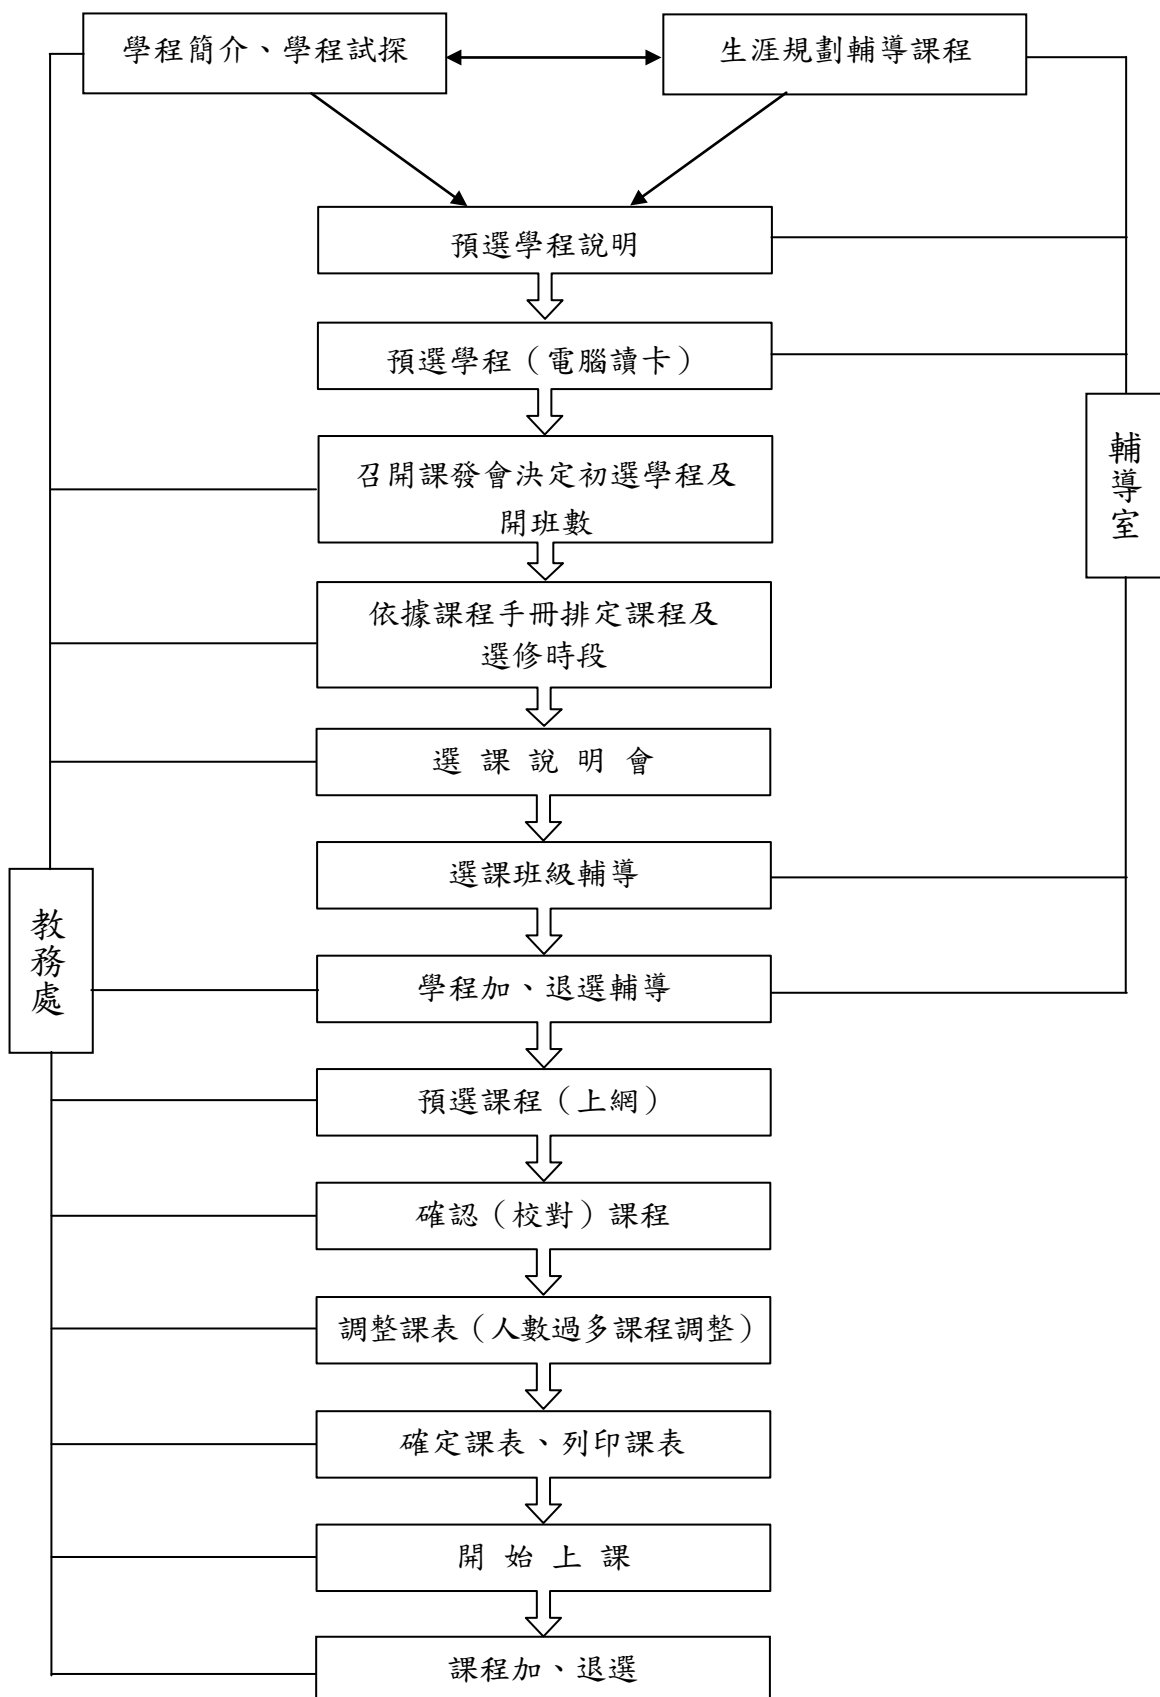 學程簡介、學程試探
生涯規劃輔導課程
預選學程說明
預選學程（電腦讀卡）
召開課發會決定初選學程及
開班數
輔導室
依據課程手冊排定課程及
選修時段
選課說明會
選課班級輔導
教務處
學程加、退選輔導
預選課程（上網）
確認（校對）課程
調整課表（人數過多課程調整）
確定課表、列印課表
開始上課
課程加、退選